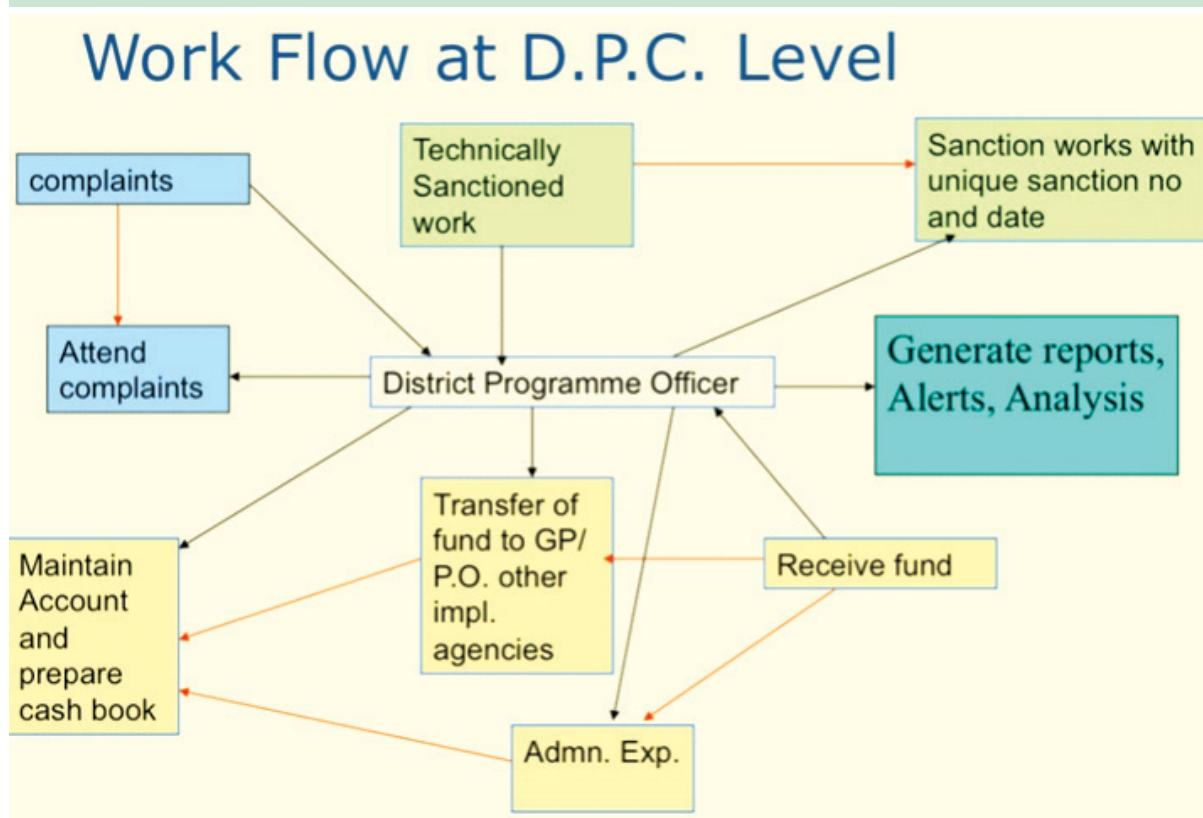 Work Flow at D.P.C. Level
complaints
Technically
Sanctioned
work
Sanction works with
unique sanction no
and date
Attend
complaints
District Programme Officer
Generate reports,
Alerts, Analysis
Maintain
Account
and
prepare
cash book
Transfer of
fund to GP/
P.O. other
impl.
agencies
Receive fund
Admn. Exp.